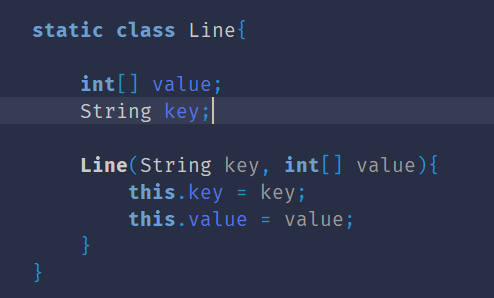 static class Line{
int[] value;
String key;
Line(String key, int[] value){
this.key = key;
this.value = value;
}
}